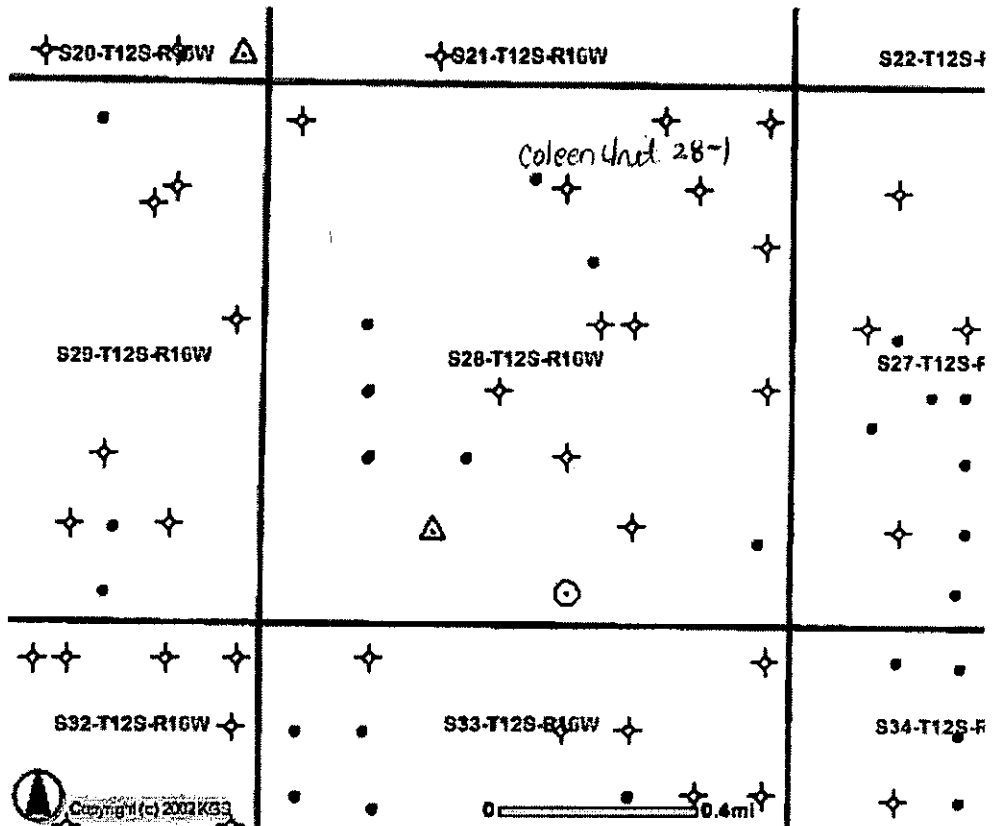 S20-T12S-R16W
S21-T12S-R16W
S22-T12S-R
Coleen Unit 28-1
S29-T12S-R16W
S28-T12S-R16W
S27-T12S-R
S32-T12S-R16W
S33-T12S-R16W
S34-T12S-R
Copyright (c) 2002 KGS
0 0.4mi